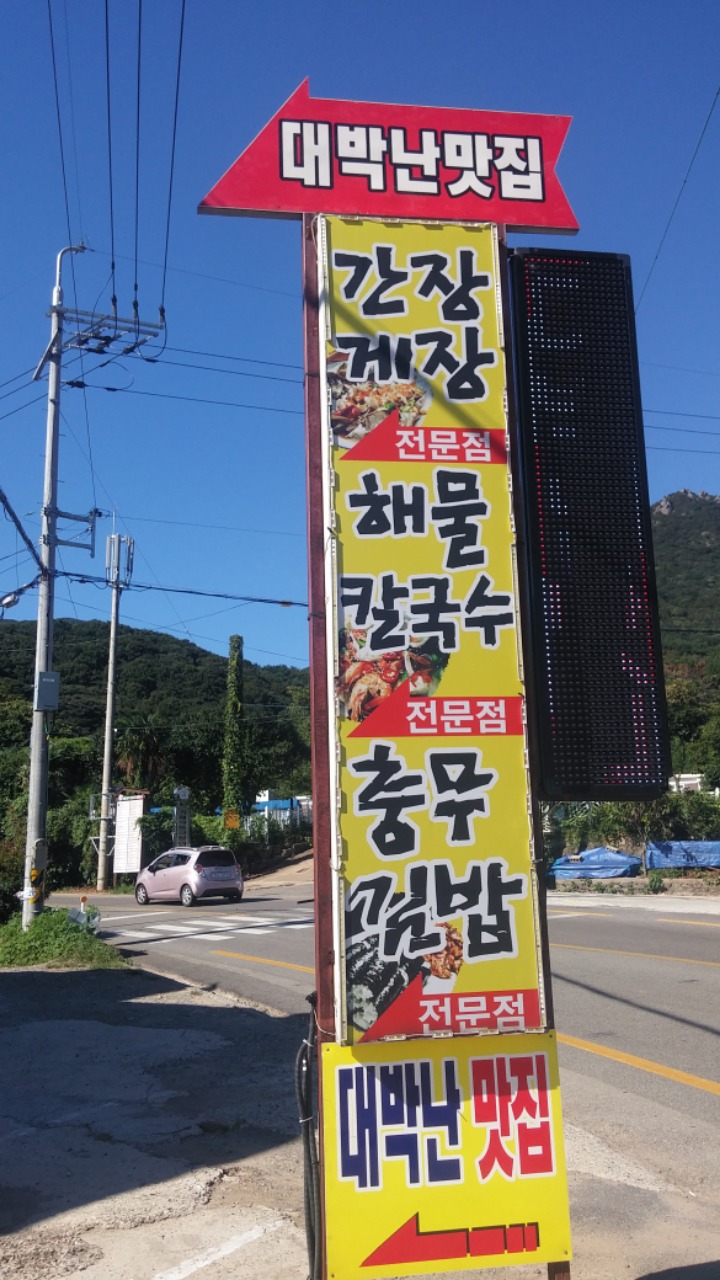 대박난맛집
간장
게장
전문점
해물
칼국수
전문점
충무
김밥
전문점
대박난 맛집